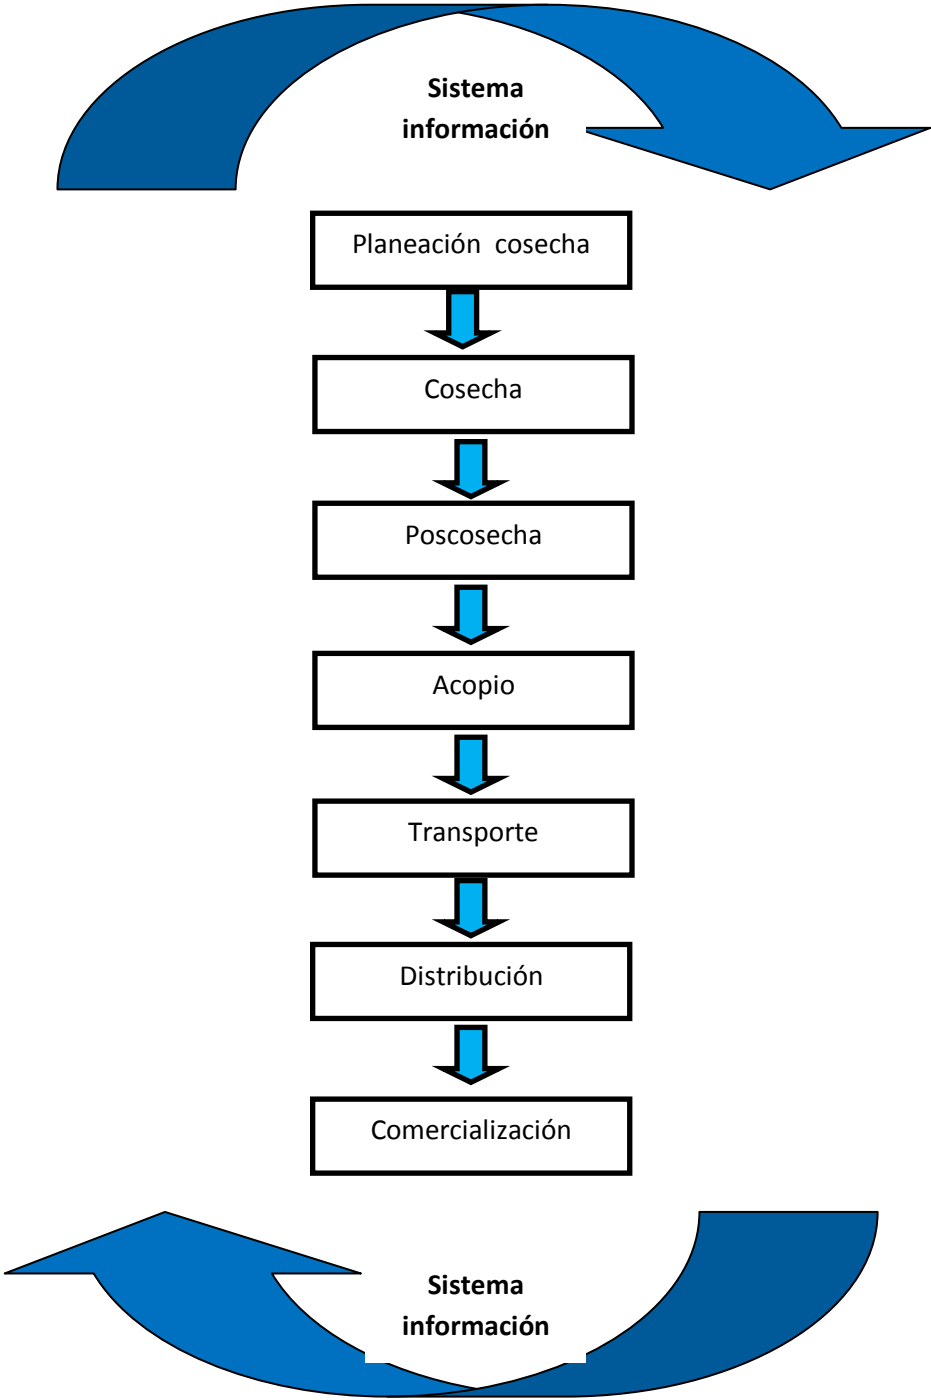 Sistema
información
Planeación cosecha
Cosecha
Poscosecha
Acopio
Transporte
Distribución
Comercialización
Sistema
información